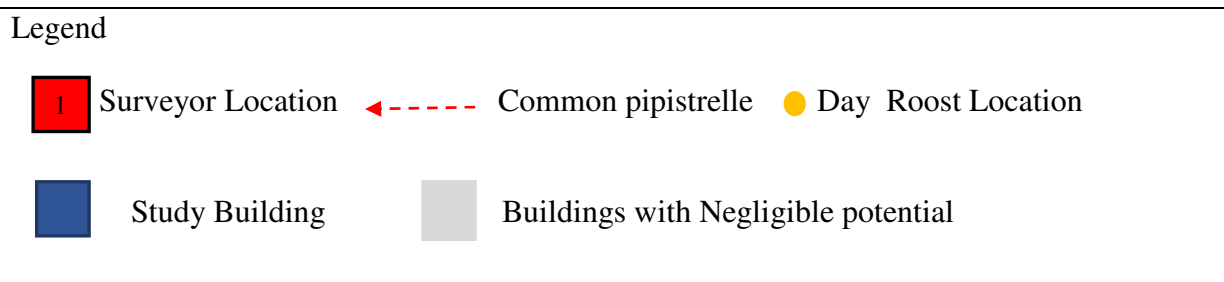 Legend
1 Surveyor Location Common pipistrelle Day Roost Location
Study Building Buildings with Negligible potential